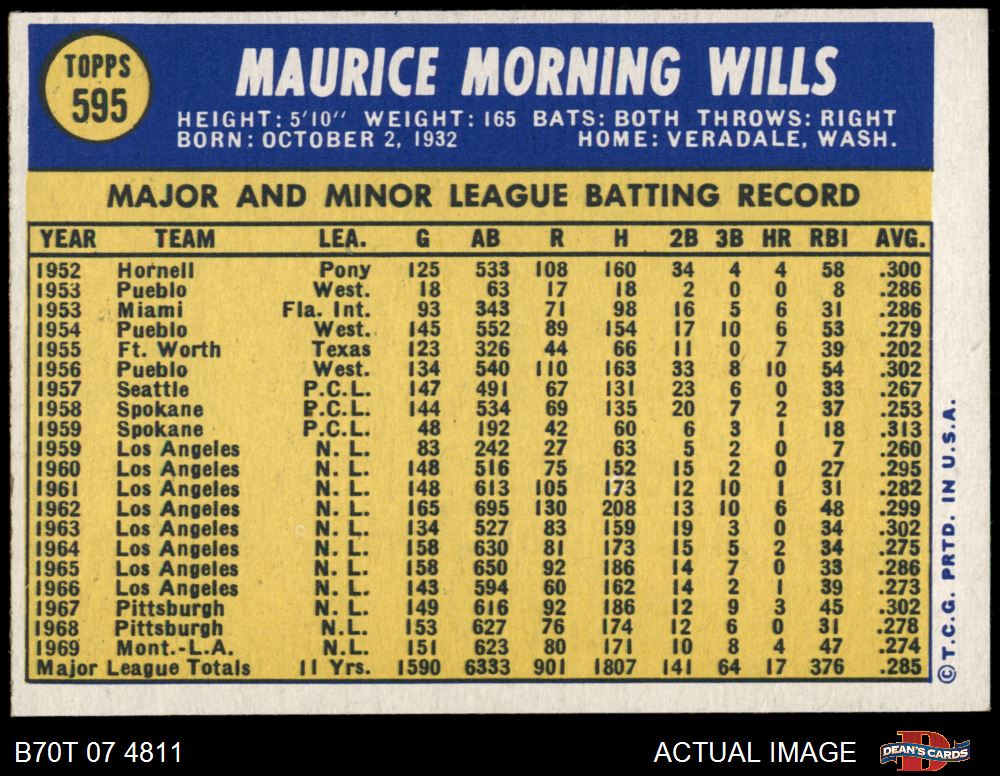 TOPPS
595
MAURICE MORNING WILLS
HEIGHT: 5'10" WEIGHT: 165 BATS: BOTH THROWS: RIGHT
BORN: OCTOBER 2, 1932 HOME: VERADALE, WASH.
MAJOR AND MINOR LEAGUE BATTING RECORD
YEAR TEAM LEA. G AB R H 2B 3B HR RBI AVG.
1952 Hornell Pony 125 533 108 160 34 4 4 58 .300
1953 Pueblo West. 18 63 17 18 2 0 0 8 .286
1953 Miami Fla. Int. 93 343 71 98 16 5 6 31 .286
1954 Pueblo West. 145 552 89 154 17 10 6 53 .279
1955 Ft. Worth Texas 123 326 44 66 11 0 7 39 .202
1956 Pueblo West. 134 540 110 163 33 8 10 54 .302
1957 Seattle P.C.L. 147 491 67 131 23 6 0 33 .267
1958 Spokane P.C.L. 144 534 69 135 20 7 2 37 .253
1959 Spokane P.C.L. 48 192 42 60 6 3 1 18 .313
1959 Los Angeles N. L. 83 242 27 63 5 2 0 7 .260
1960 Los Angeles N. L. 148 516 75 152 15 2 0 27 .295
1961 Los Angeles N. L. 148 613 105 173 12 10 1 31 .282
1962 Los Angeles N. L. 165 695 130 208 13 10 6 48 .299
1963 Los Angeles N. L. 134 527 83 159 19 3 0 34 .302
1964 Los Angeles N. L. 158 630 81 173 15 5 2 34 .275
1965 Los Angeles N. L. 158 650 92 186 14 7 0 33 .286
1966 Los Angeles N. L. 143 594 60 162 14 2 1 39 .273
1967 Pittsburgh N. L. 149 616 92 186 12 9 3 45 .302
1968 Pittsburgh N.L. 153 627 76 174 12 6 0 31 .278
1969 Mont.-L.A. N.L. 151 623 80 171 10 8 4 47 .274
Major League Totals 11 Yrs. 1590 6333 901 1807 141 64 17 376 .285
© T.C.G. PRTD. IN U.S.A.
B70T 07 4811 ACTUAL IMAGE
D
DEAN'S CARDS